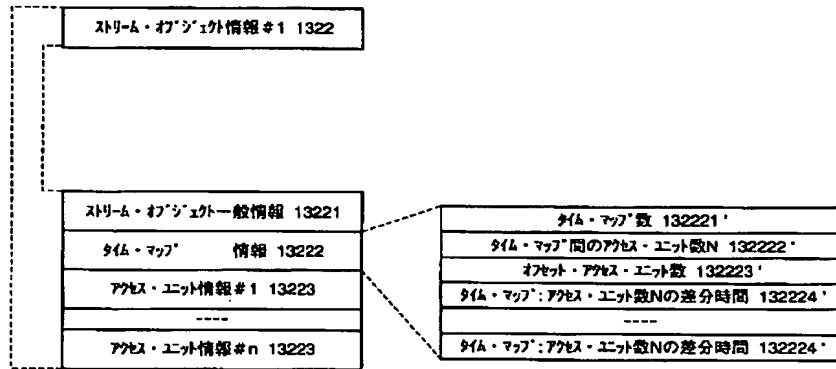 ストリーム・オブジェクト情報#1 1322
ストリーム・オブジェクト一般情報 13221
タイム・マップ 情報 13222
アクセス・ユニット情報#1 13223
----
アクセス・ユニット情報#n 13223
タイム・マップ数 132221'
タイム・マップ間のアクセス・ユニット数N 132222'
オフセット・アクセス・ユニット数 132223'
タイム・マップ:アクセス・ユニット数Nの差分時間 132224'
----
タイム・マップ:アクセス・ユニット数Nの差分時間 132224'